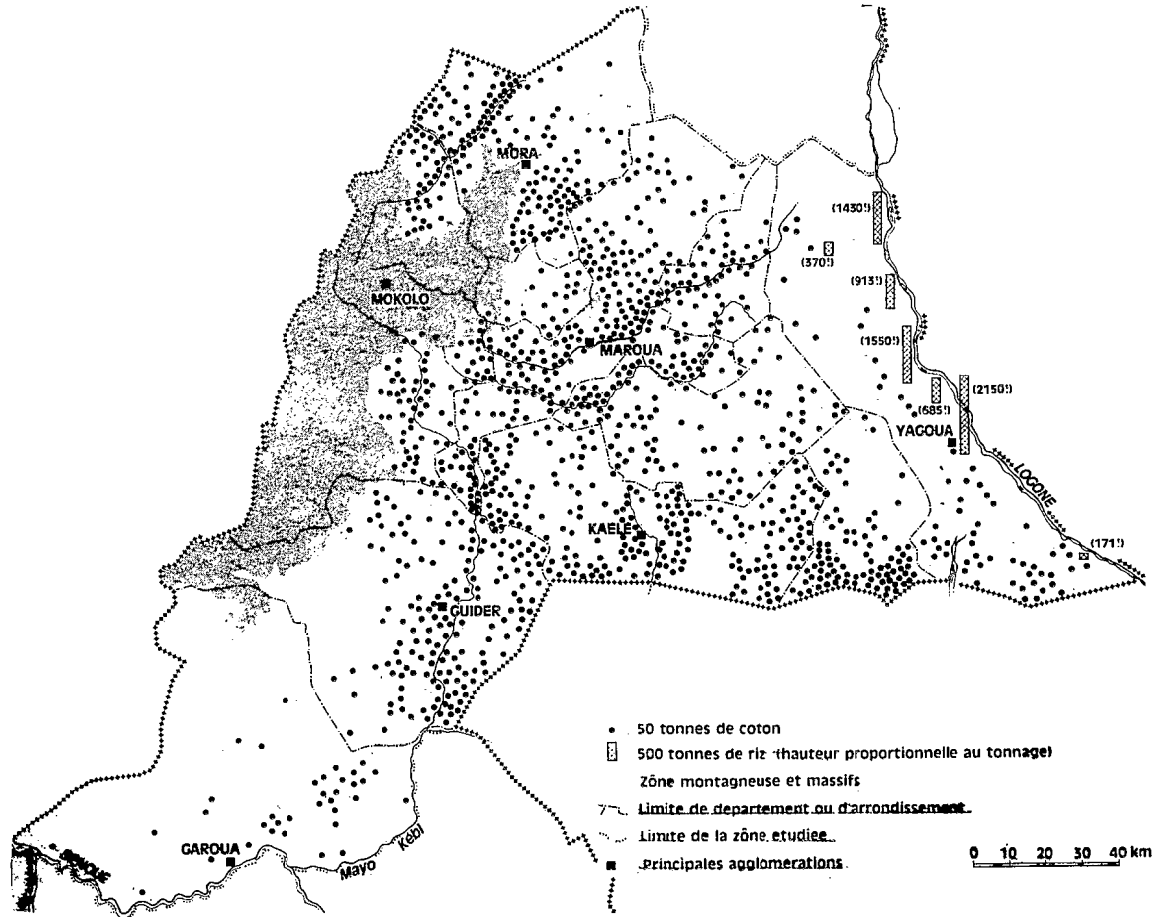 MORA
(1430t)
(370t)
MOKOLO
(913t)
MAROUA
(1550t)
(2150t)
(685t)
YAGOUA
LOGONE
KAELE
(171t)
GUIDER
50 tonnes de coton
500 tonnes de riz (hauteur proportionnelle au tonnage)
Zône montagneuse et massifs
Limite de departement ou d'arrondissement
Limite de la zône etudiee
Principales agglomerations
GAROUA
BENOUE
Mayo Kébi
0 10 20 30 40 km